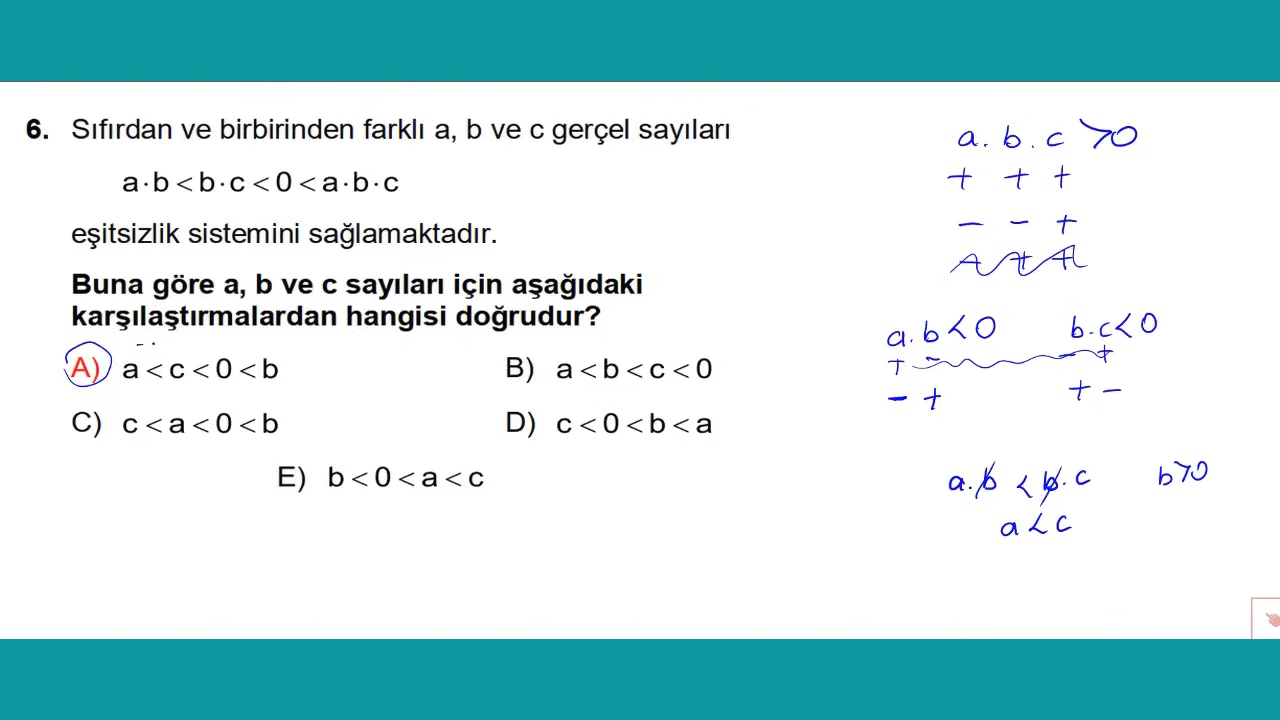 6. Sıfırdan ve birbirinden farklı a, b ve c gerçel sayıları
a·b < b·c < 0 < a·b·c
eşitsizlik sistemini sağlamaktadır.
Buna göre a, b ve c sayıları için aşağıdaki
karşılaştırmalardan hangisi doğrudur?
A) a < c < 0 < b
B) a < b < c < 0
C) c < a < 0 < b
D) c < 0 < b < a
E) b < 0 < a < c
a. b. c >0
+ + +
- - +
a.b<0 b.c<0
+ - - +
- + + -
a.b < b.c b>0
a < c